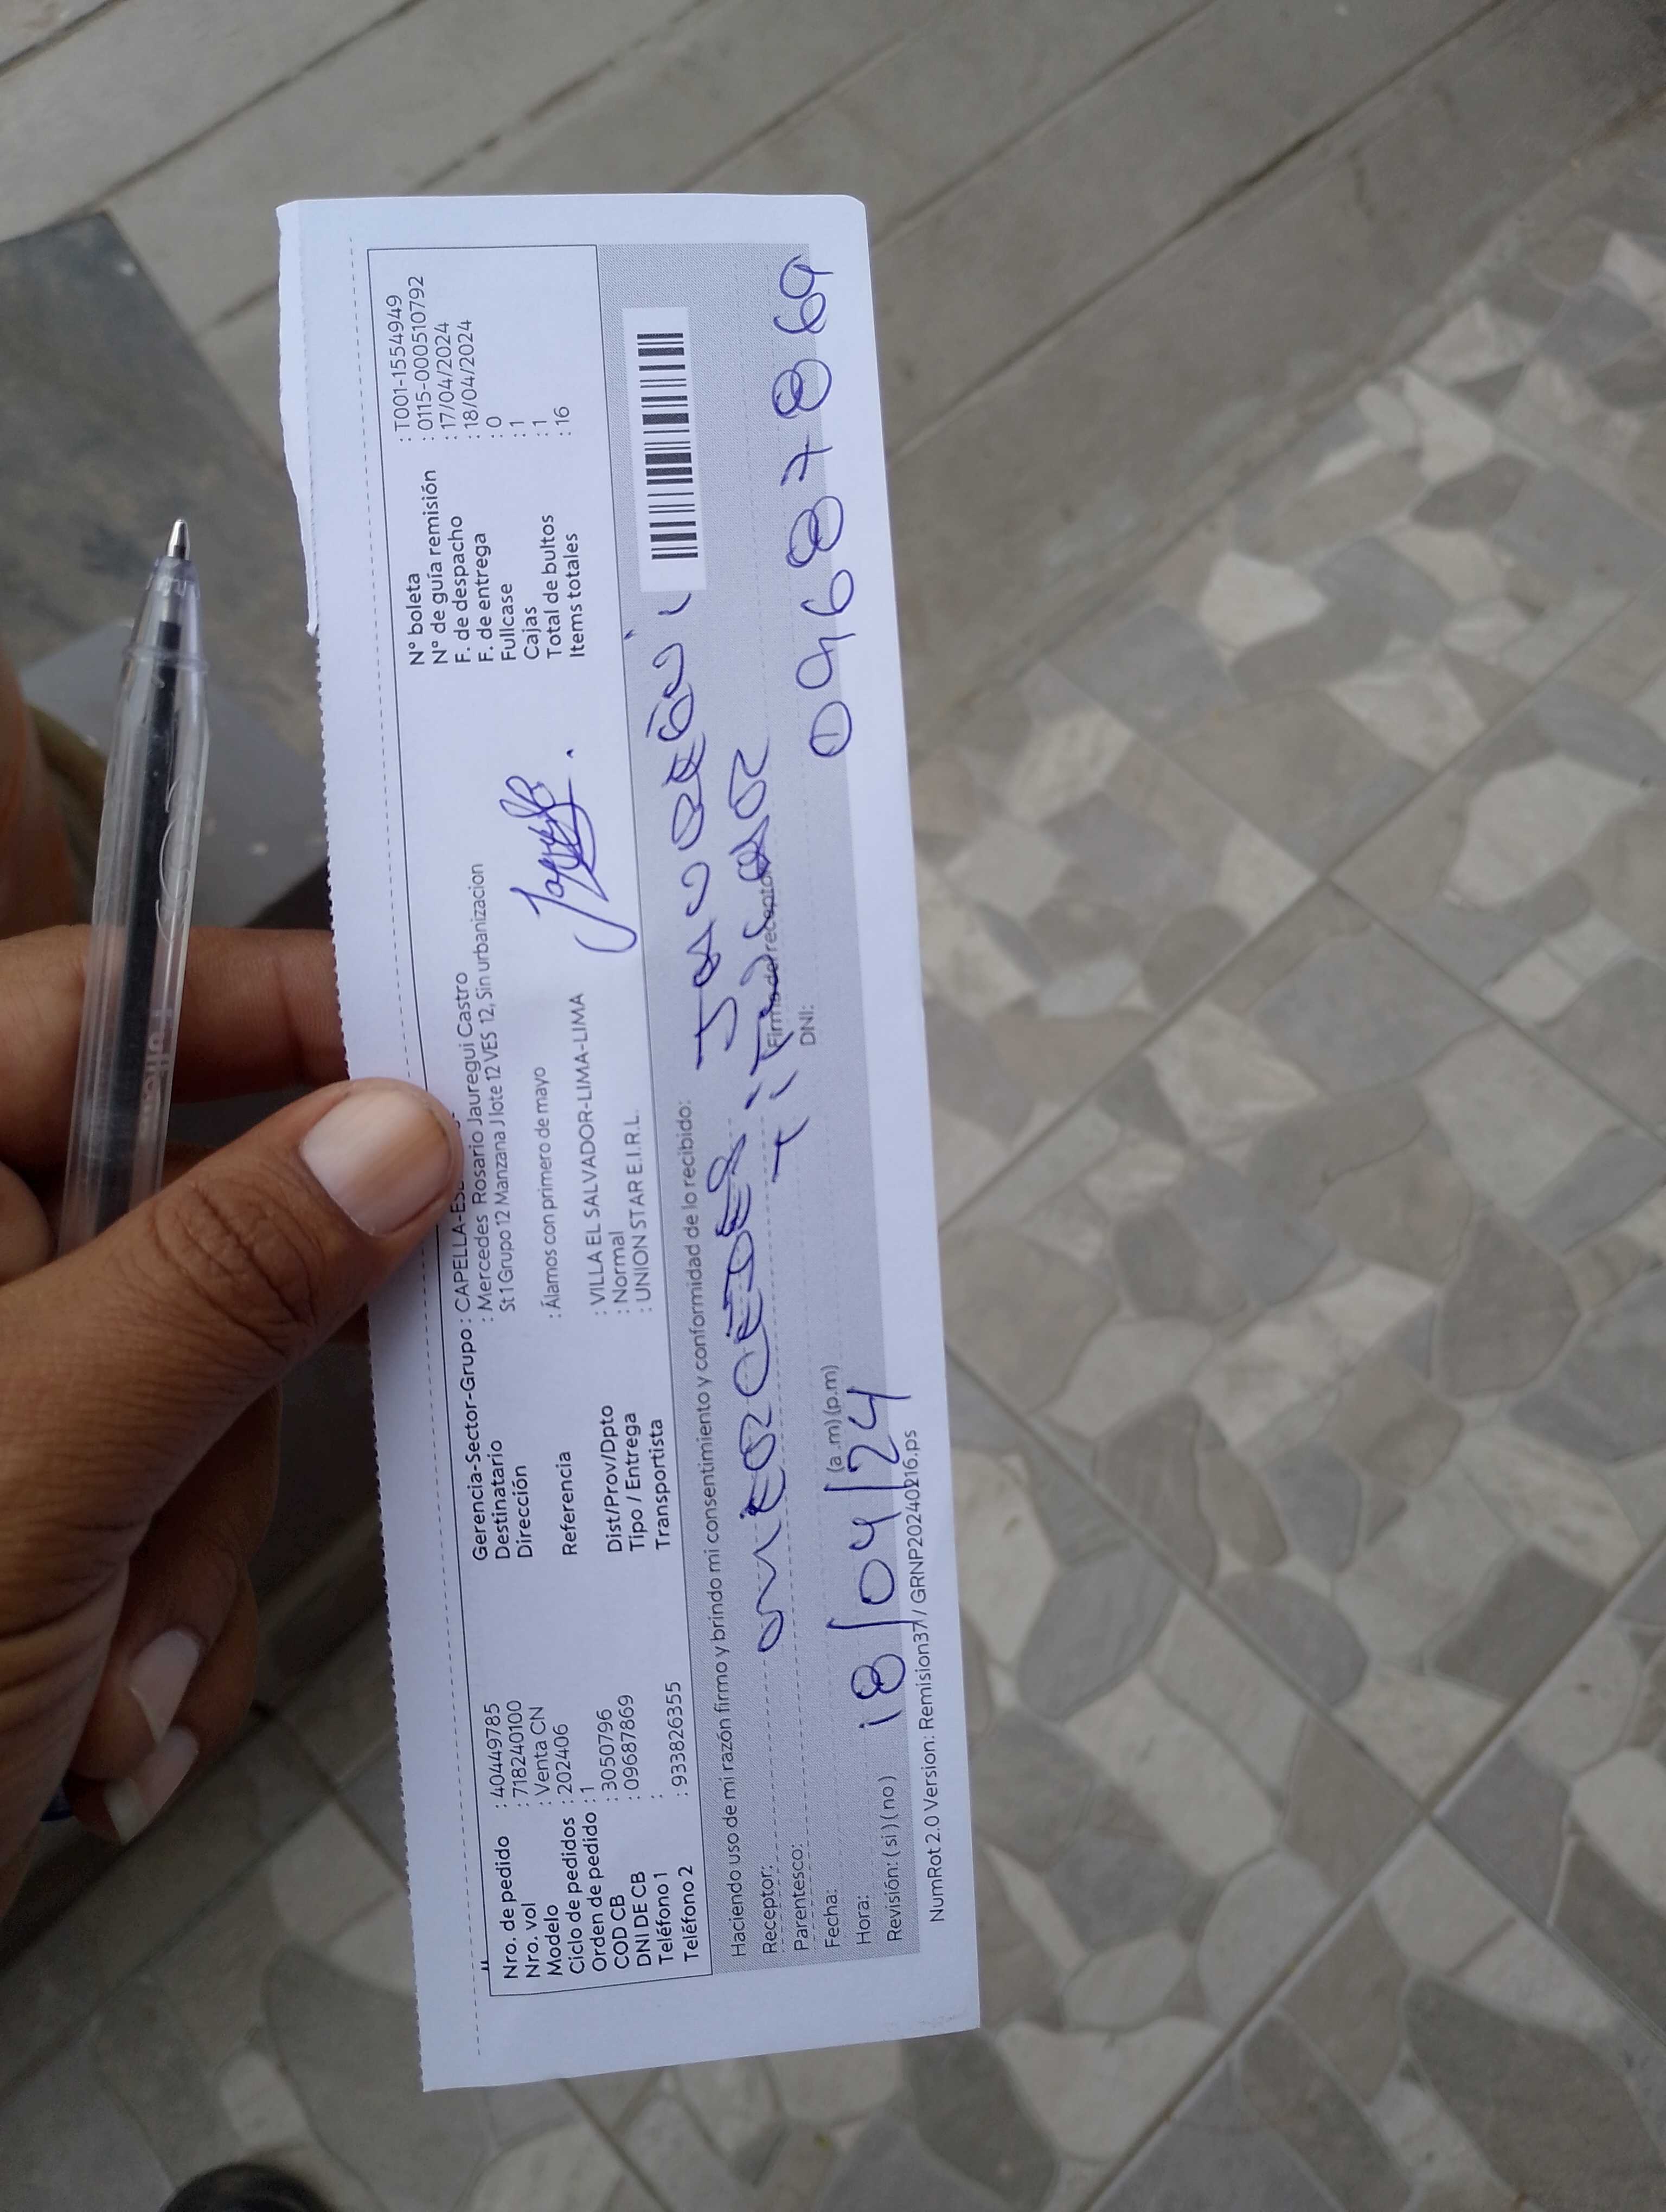 Nro. de pedido : 40449785
Nro. vol : 718240100
Modelo : Venta CN
Ciclo de pedidos : 202406
Orden de pedido : 1
COD CB : 3050796
DNI DE CB : 09687869
Teléfono 1 :
Teléfono 2 : 933826355
Gerencia-Sector-Grupo : CAPELLA-
Destinatario : Mercedes Rosario Jauregui Castro
Dirección St 1 Grupo 12 Manzana J lote 12 VES 12, Sin urbanizacion
Referencia : Álamos con primero de mayo
Dist/Prov/Dpto : VILLA EL SALVADOR-LIMA-LIMA
Tipo / Entrega : Normal
Transportista : UNION STAR E.I.R.L.
N° boleta : T001-1554949
N° de guía remisión : 0115-000510792
F. de despacho : 17/04/2024
F. de entrega : 18/04/2024
Fullcase : 0
Cajas : 1
Total de bultos : 1
Items totales : 16
Haciendo uso de mi razón firmo y brindo mi consentimiento y conformidad de lo recibido:
Receptor: MERCEDES JAUREGUI
Parentesco: Titular
Firma del receptor
Fecha: 18/04/24
DNI: 09687869
Hora: (a.m) (p.m)
Revisión: ( si ) ( no )
NumRot 2.0 Version: Remision37 / GRNP20240216.ps